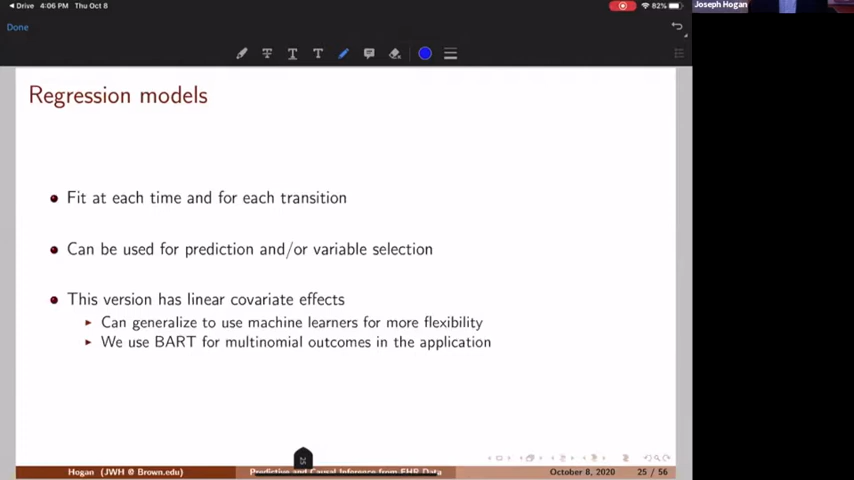 Drive 4:06 PM Thu Oct 8
82%
Joseph Hogan
Done
Regression models
Fit at each time and for each transition
Can be used for prediction and/or variable selection
This version has linear covariate effects
Can generalize to use machine learners for more flexibility
We use BART for multinomial outcomes in the application
Hogan (JWH @ Brown.edu)
Predictive and Causal Inference from EHR Data
October 8, 2020
25 / 56